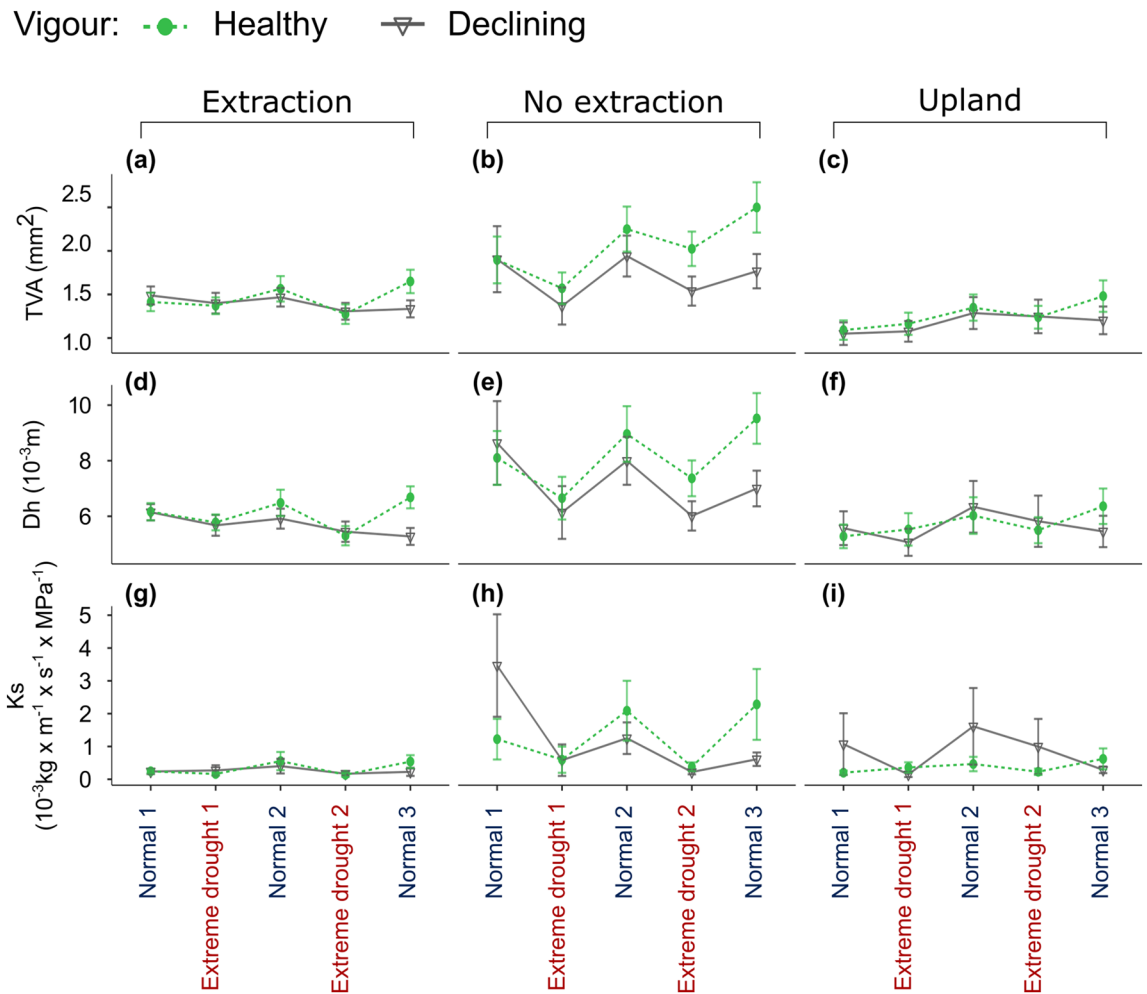 Vigour: Healthy Declining
Extraction No extraction Upland
(a) (b) (c)
TVA (mm²)
2.5
2.0
1.5
1.0
(d) (e) (f)
Dh (10⁻³m)
10
8
6
(g) (h) (i)
Ks
(10⁻³kg x m⁻¹ x s⁻¹ x MPa⁻¹)
5
4
3
2
1
0
Normal 1
Extreme drought 1
Normal 2
Extreme drought 2
Normal 3
Normal 1
Extreme drought 1
Normal 2
Extreme drought 2
Normal 3
Normal 1
Extreme drought 1
Normal 2
Extreme drought 2
Normal 3